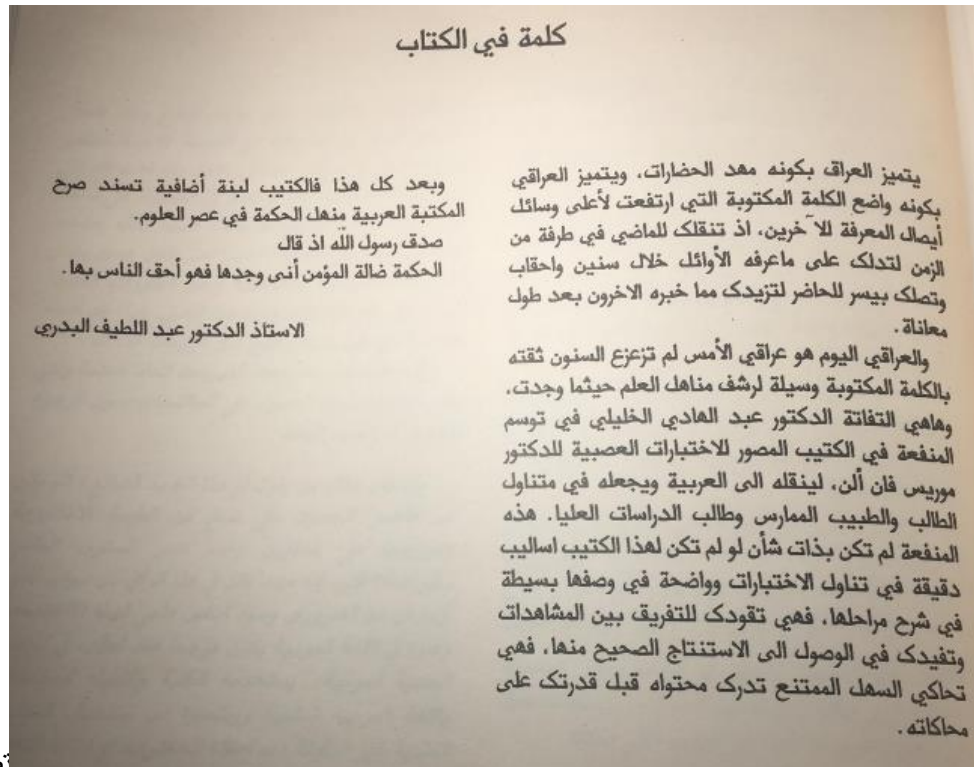 كلمة في الكتاب
يتميز العراق بكونه مهد الحضارات، ويتميز العراقي
بكونه واضع الكلمة المكتوبة التي ارتفعت لأعلى وسائل
أيصال المعرفة للآخرين، اذ تنقلك للماضي في طرفة من
الزمن لتدلك على ماعرفه الأوائل خلال سنين واحقاب
وتصلك بيسر للحاضر لتزيدك مما خبره الاخرون بعد طول
معاناة.
والعراقي اليوم هو عراقي الأمس لم تزعزع السنون ثقته
بالكلمة المكتوبة وسيلة لرشف مناهل العلم حيثما وجدت،
وهاهي التفاتة الدكتور عبد الهادي الخليلي في توسم
المنفعة في الكتيب المصور للاختبارات العصبية للدكتور
موريس فان ألن، لينقله الى العربية ويجعله في متناول
الطالب والطبيب الممارس وطالب الدراسات العليا. هذه
المنفعة لم تكن بذات شأن لو لم تكن لهذا الكتيب اساليب
دقيقة في تناول الاختبارات وواضحة في وصفها بسيطة
في شرح مراحلها، فهي تقودك للتفريق بين المشاهدات
وتفيدك في الوصول الى الاستنتاج الصحيح منها، فهي
تحاكي السهل الممتنع تدرك محتواه قبل قدرتك على
محاكاته.
وبعد كل هذا فالكتيب لبنة أضافية تسند صرح
المكتبة العربية منهل الحكمة في عصر العلوم.
صدق رسول الله اذ قال
الحكمة ضالة المؤمن أنى وجدها فهو أحق الناس بها.
الاستاذ الدكتور عبد اللطيف البدري